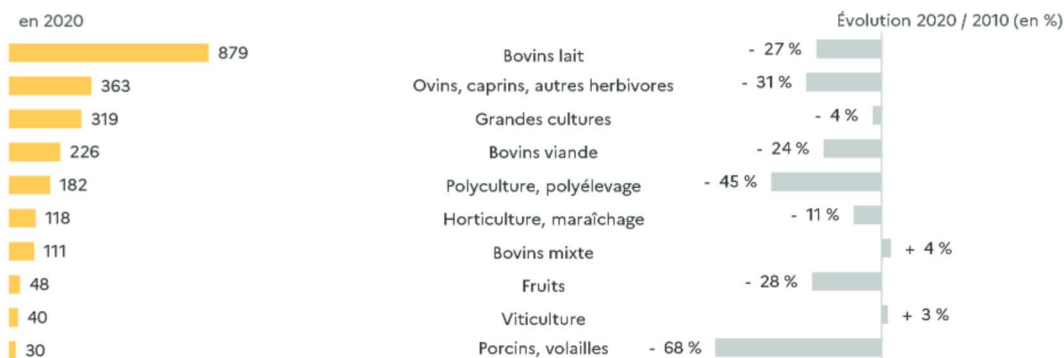 en 2020 Évolution 2020 / 2010 (en %)
879 Bovins lait - 27 %
363 Ovins, caprins, autres herbivores - 31 %
319 Grandes cultures - 4 %
226 Bovins viande - 24 %
182 Polyculture, polyélevage - 45 %
118 Horticulture, maraîchage - 11 %
111 Bovins mixte + 4 %
48 Fruits - 28 %
40 Viticulture + 3 %
30 Porcins, volailles - 68 %